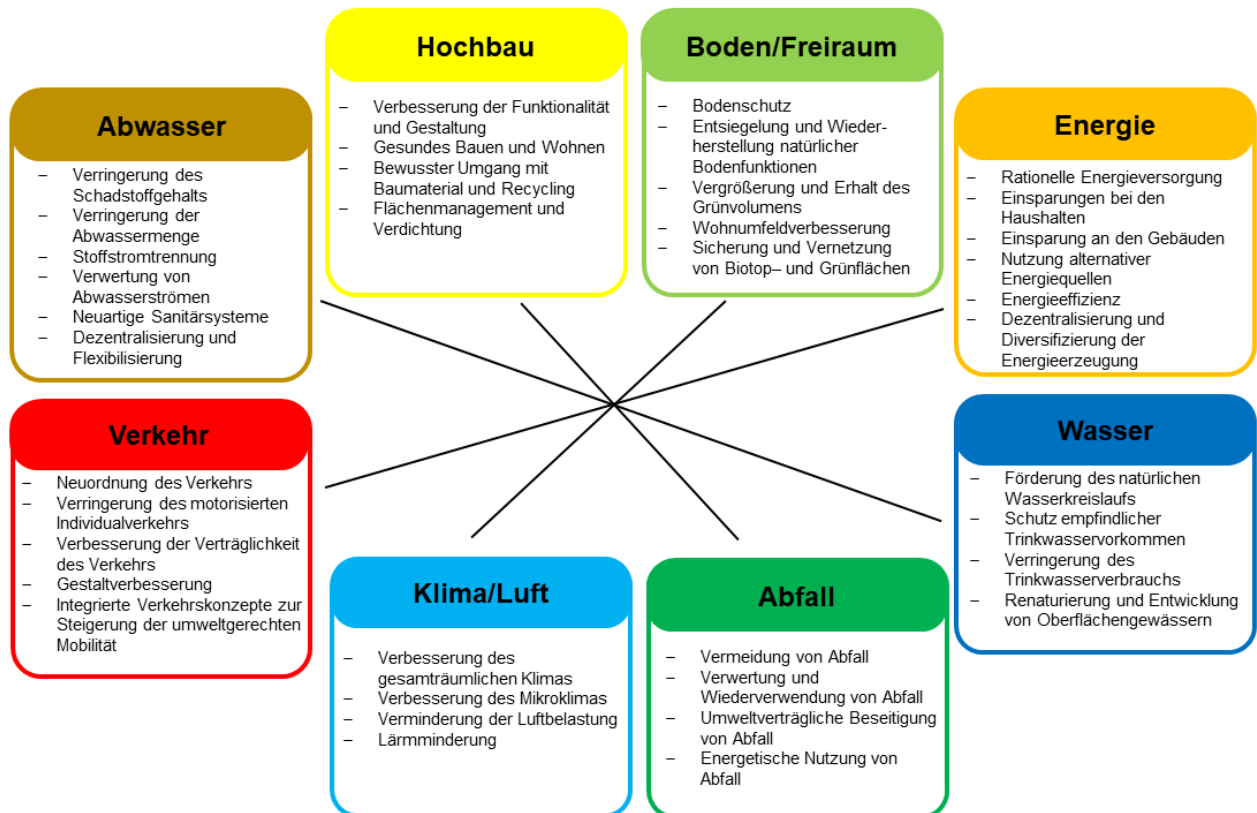 Hochbau
– Verbesserung der Funktionalität
und Gestaltung
– Gesundes Bauen und Wohnen
– Bewusster Umgang mit
Baumaterial und Recycling
– Flächenmanagement und
Verdichtung
Boden/Freiraum
– Bodenschutz
– Entsiegelung und Wieder-
herstellung natürlicher
Bodenfunktionen
– Vergrößerung und Erhalt des
Grünvolumens
– Wohnumfeldverbesserung
– Sicherung und Vernetzung
von Biotop– und Grünflächen
Abwasser
– Verringerung des
Schadstoffgehalts
– Verringerung der
Abwassermenge
– Stoffstromtrennung
– Verwertung von
Abwasserströmen
– Neuartige Sanitärsysteme
– Dezentralisierung und
Flexibilisierung
Energie
– Rationelle Energieversorgung
– Einsparungen bei den
Haushalten
– Einsparung an den Gebäuden
– Nutzung alternativer
Energiequellen
– Energieeffizienz
– Dezentralisierung und
Diversifizierung der
Energieerzeugung
Verkehr
– Neuordnung des Verkehrs
– Verringerung des motorisierten
Individualverkehrs
– Verbesserung der Verträglichkeit
des Verkehrs
– Gestaltverbesserung
– Integrierte Verkehrskonzepte zur
Steigerung der umweltgerechten
Mobilität
Wasser
– Förderung des natürlichen
Wasserkreislaufs
– Schutz empfindlicher
Trinkwasservorkommen
– Verringerung des
Trinkwasserverbrauchs
– Renaturierung und Entwicklung
von Oberflächengewässern
Klima/Luft
– Verbesserung des
gesamträumlichen Klimas
– Verbesserung des Mikroklimas
– Verminderung der Luftbelastung
– Lärmminderung
Abfall
– Vermeidung von Abfall
– Verwertung und
Wiederverwendung von Abfall
– Umweltverträgliche Beseitigung
von Abfall
– Energetische Nutzung von
Abfall